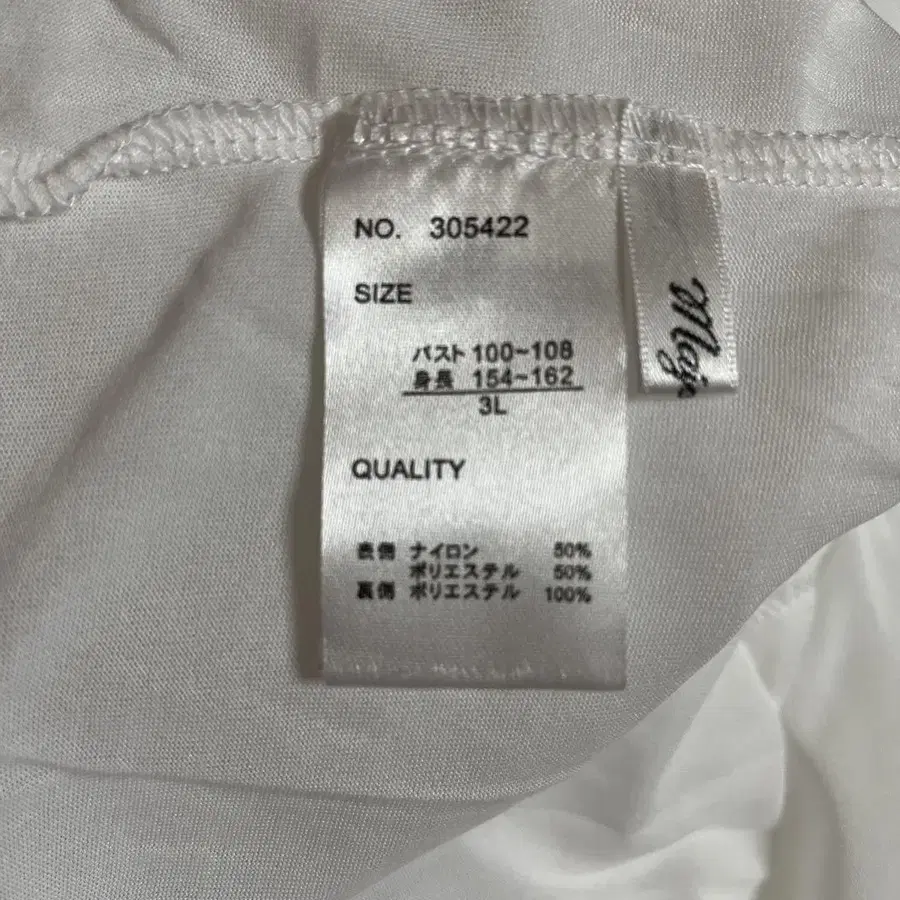 NO. 305422
SIZE
バスト 100~108
身長 154~162
3L
QUALITY
表側 ナイロン 50%
ポリエステル 50%
裏側 ポリエステル 100%